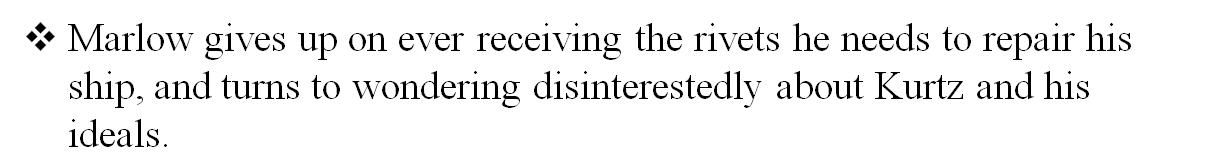 ❖ Marlow gives up on ever receiving the rivets he needs to repair his
ship, and turns to wondering disinterestedly about Kurtz and his
ideals.